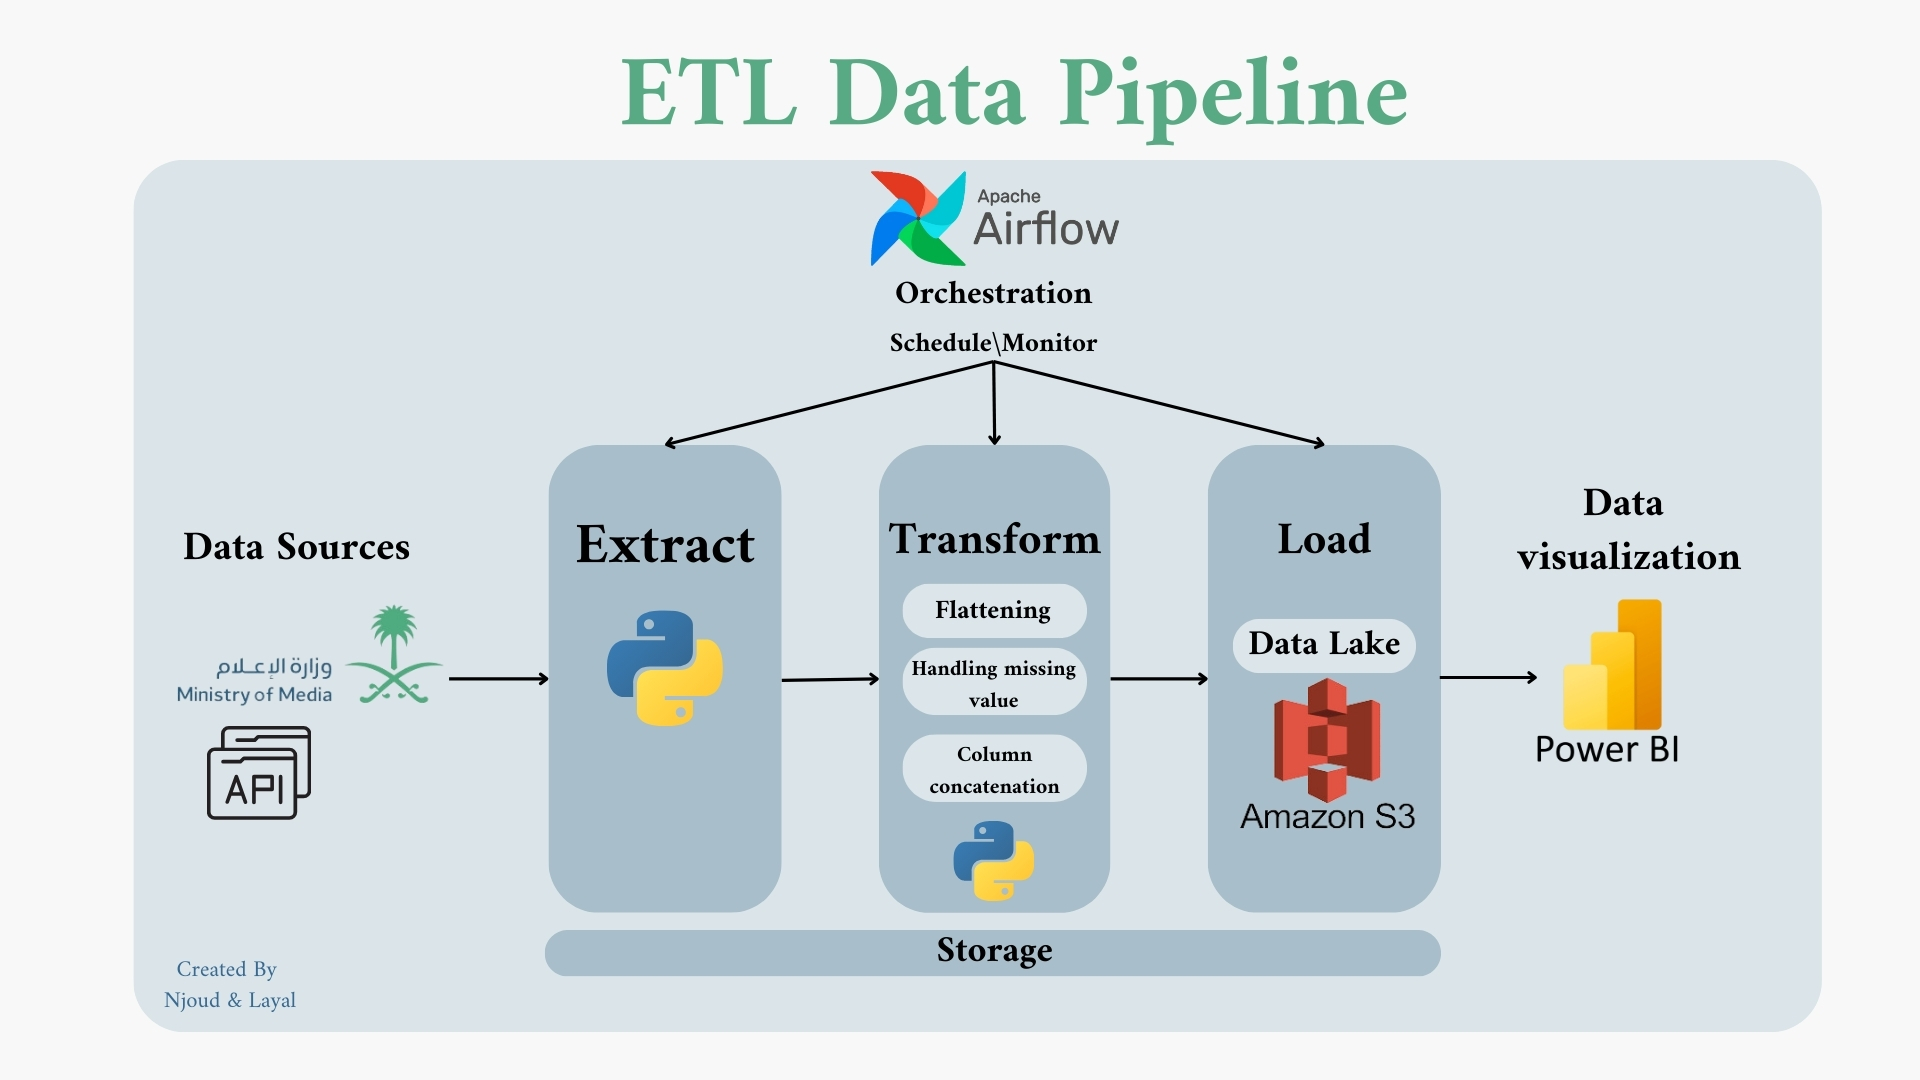 ETL Data Pipeline
Apache
Airflow
Orchestration
Schedule\Monitor
Data Sources
وزارة الإعلام
Ministry of Media
API
Extract
Transform
Flattening
Handling missing
value
Column
concatenation
Load
Data Lake
Amazon S3
Data
visualization
Power BI
Storage
Created By
Njoud & Layal